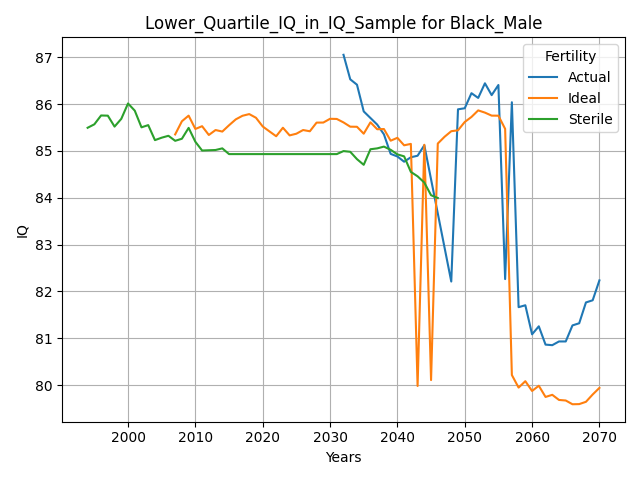 Lower_Quartile_IQ_in_IQ_Sample for Black_Male
Fertility
Actual
Ideal
Sterile
IQ
87
86
85
84
83
82
81
80
2000 2010 2020 2030 2040 2050 2060 2070
Years